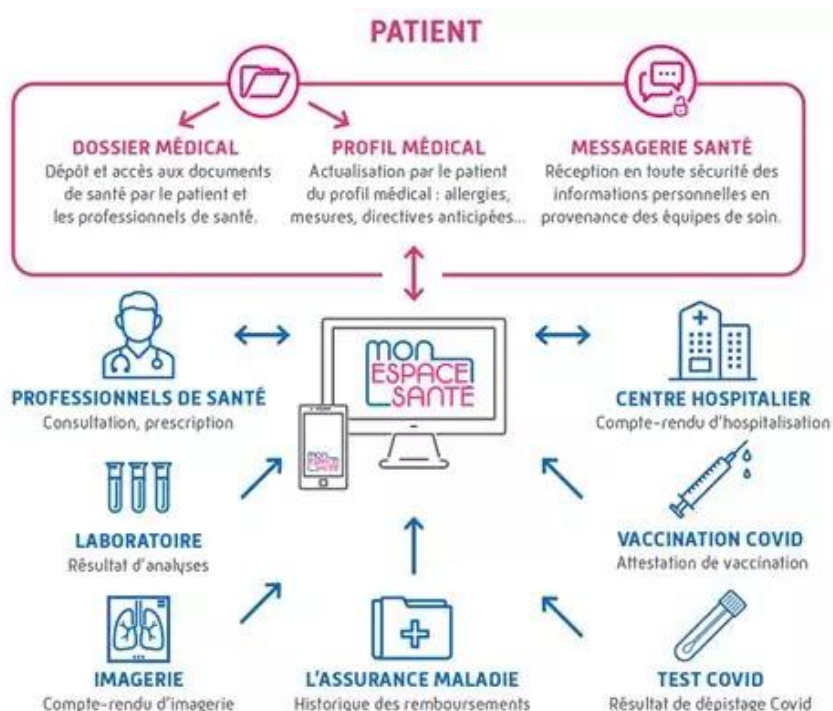 PATIENT
DOSSIER MÉDICAL
Dépôt et accès aux documents
de santé par le patient et
les professionnels de santé.
PROFIL MÉDICAL
Actualisation par le patient
du profil médical : allergies,
mesures, directives anticipées...
MESSAGERIE SANTÉ
Réception en toute sécurité des
informations personnelles en
provenance des équipes de soin.
PROFESSIONNELS DE SANTÉ
Consultation, prescription
mon
ESPACE
SANTÉ
mon
ESPACE
SANTÉ
CENTRE HOSPITALIER
Compte-rendu d'hospitalisation
LABORATOIRE
Résultat d'analyses
VACCINATION COVID
Attestation de vaccination
IMAGERIE
Compte-rendu d'imagerie
L'ASSURANCE MALADIE
Historique des remboursements
TEST COVID
Résultat de dépistage Covid